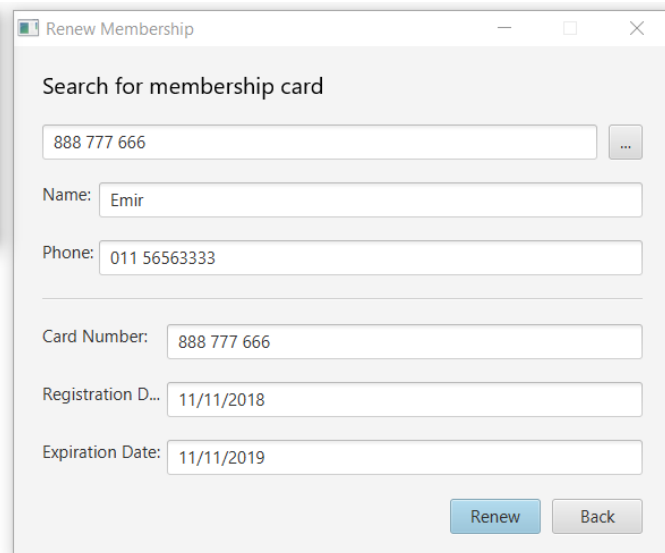 Renew Membership
Search for membership card
888 777 666
...
Name: Emir
Phone: 011 56563333
Card Number: 888 777 666
Registration D... 11/11/2018
Expiration Date: 11/11/2019
Renew Back